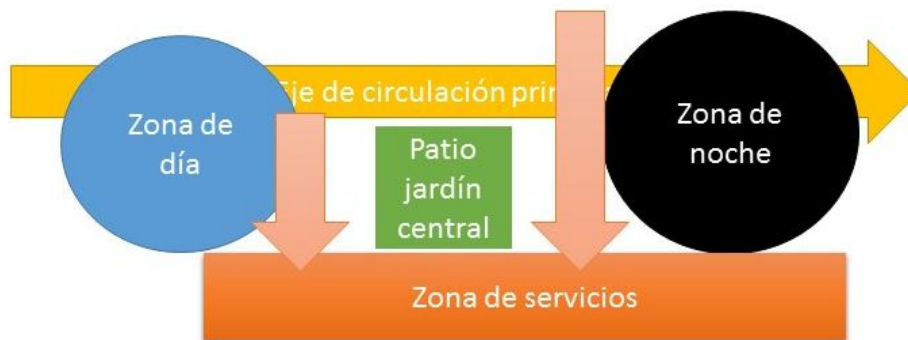 Eje de circulación
Zona de
día
Patio
jardín
central
Zona de
noche
Zona de servicios